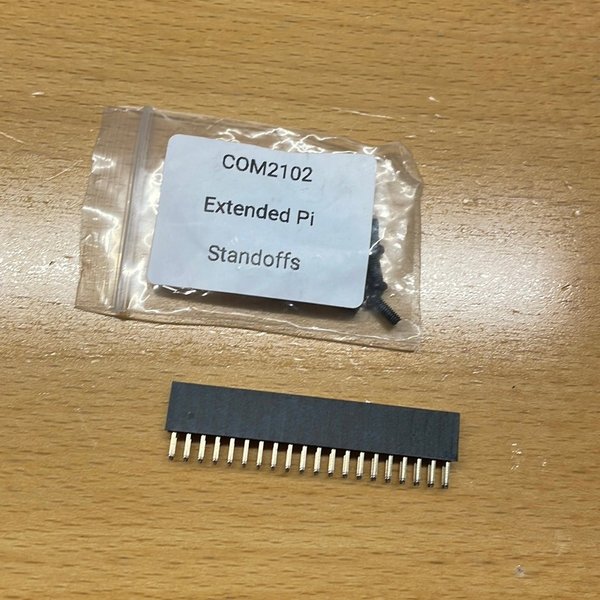 COM2102
Extended Pi
Standoffs